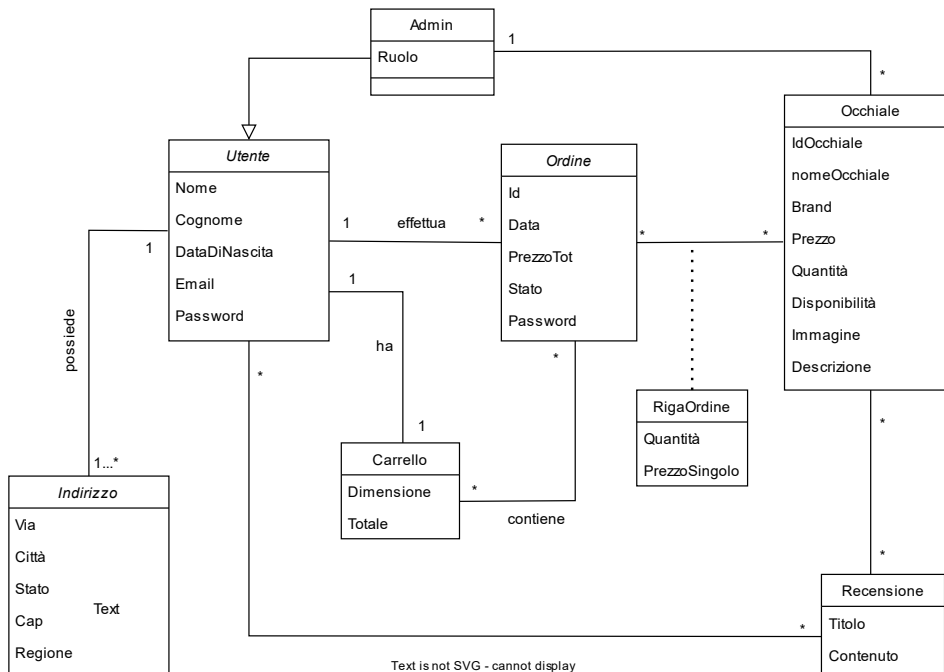 Admin
Ruolo
1
*
Occhiale
IdOcchiale
nomeOcchiale
Brand
Prezzo
Quantità
Disponibilità
Immagine
Descrizione
Utente
Nome
Cognome
DataDiNascita
Email
Password
1
effettua
*
Ordine
Id
Data
PrezzoTot
Stato
Password
*
*
1
possiede
1...*
1
ha
1
*
*
RigaOrdine
Quantità
PrezzoSingolo
*
Carrello
Dimensione
Totale
*
contiene
Indirizzo
Via
Città
Stato
Cap
Regione
Text
*
*
Recensione
Titolo
Contenuto
Text is not SVG - cannot display